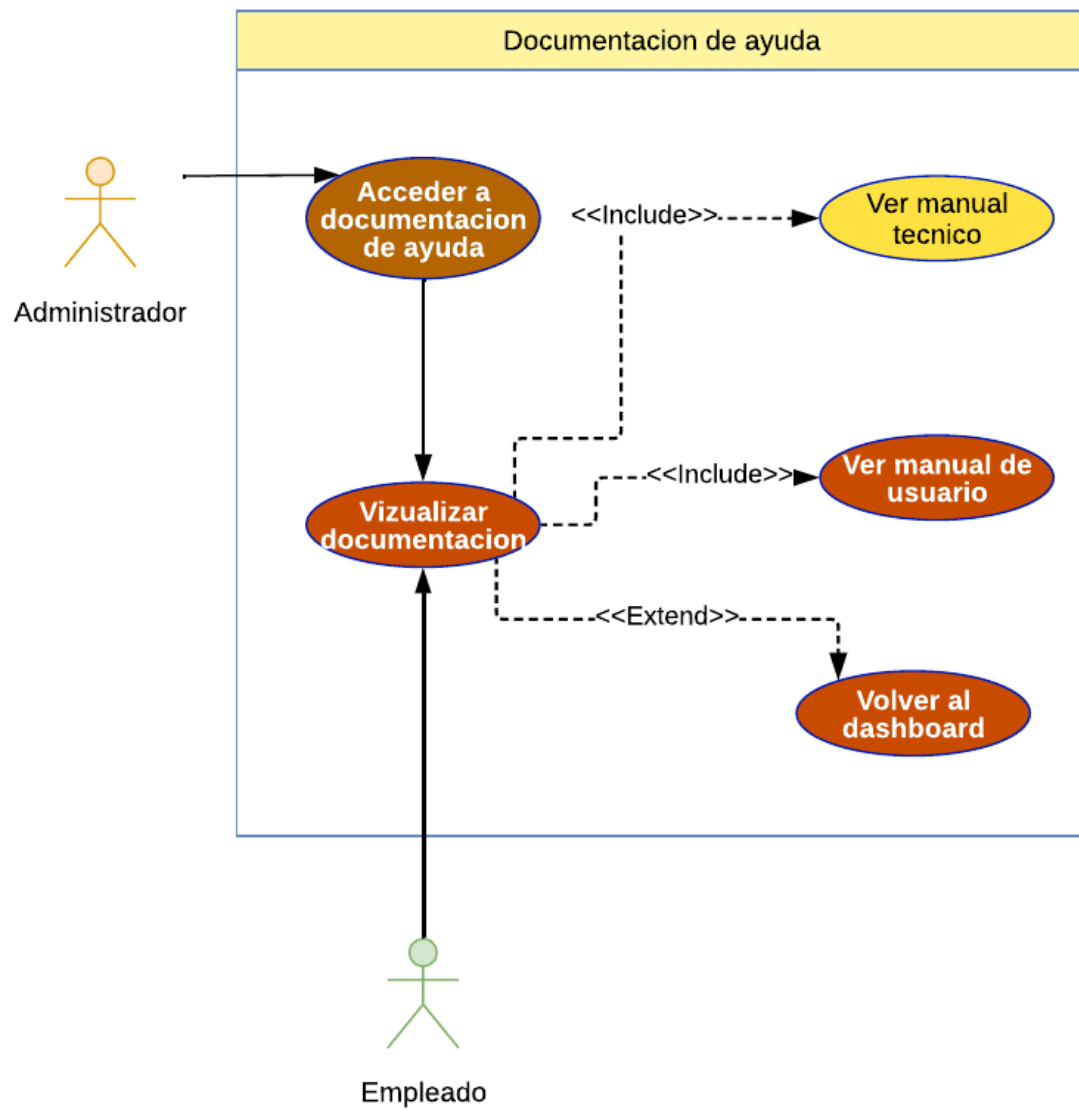 Documentacion de ayuda
Acceder a
documentacion
de ayuda
<<Include>>
Ver manual
tecnico
Administrador
Vizualizar
documentacion
<<Include>>
Ver manual de
usuario
<<Extend>>
Volver al
dashboard
Empleado